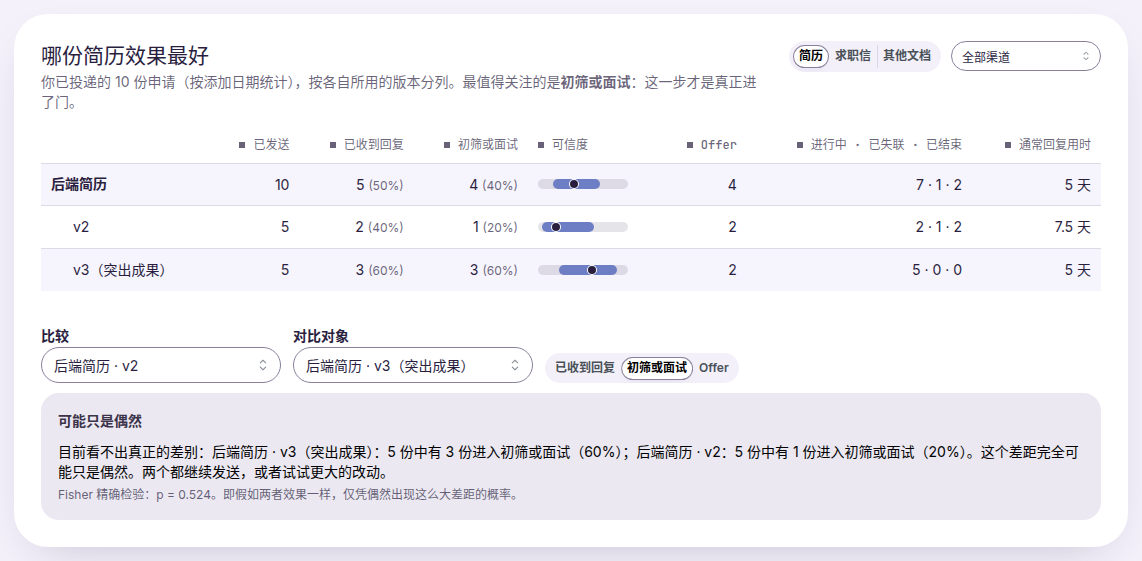 哪份简历效果最好
简历 求职信 其他文档 全部渠道
你已投递的 10 份申请（按添加日期统计），按各自所用的版本分列。最值得关注的是初筛或面试：这一步才是真正进
了门。
已发送 已收到回复 初筛或面试 可信度 Offer 进行中 · 已失联 · 已结束 通常回复用时
后端简历 10 5 (50%) 4 (40%) 4 7 · 1 · 2 5 天
v2 5 2 (40%) 1 (20%) 2 2 · 1 · 2 7.5 天
v3（突出成果） 5 3 (60%) 3 (60%) 2 5 · 0 · 0 5 天
比较 对比对象
后端简历 · v2 后端简历 · v3（突出成果） 已收到回复 初筛或面试 Offer
可能只是偶然
目前看不出真正的差别：后端简历 · v3（突出成果）：5 份中有 3 份进入初筛或面试（60%）；后端简历 · v2：5 份中有 1 份进入初筛或面试（20%）。这个差距完全可
能只是偶然。两个都继续发送，或者试试更大的改动。
Fisher 精确检验：p = 0.524。即假如两者效果一样，仅凭偶然出现这么大差距的概率。